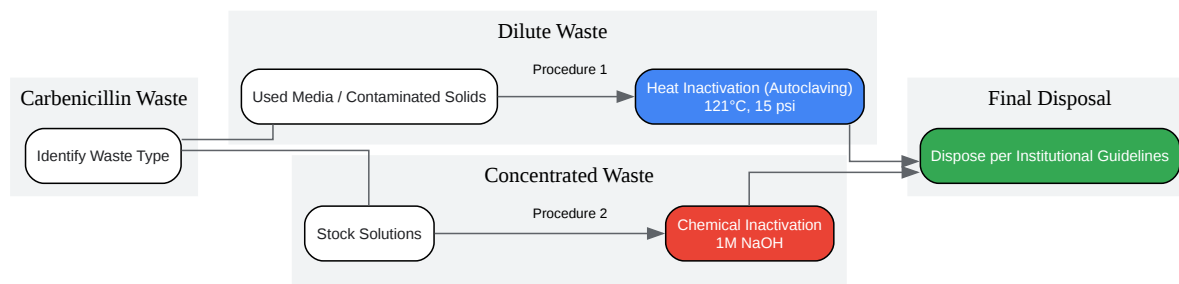 Dilute Waste
Procedure 1
Used Media / Contaminated Solids
Heat Inactivation (Autoclaving)
121°C, 15 psi
Carbenicillin Waste
Identify Waste Type
Final Disposal
Dispose per Institutional Guidelines
Concentrated Waste
Procedure 2
Stock Solutions
Chemical Inactivation
1M NaOH